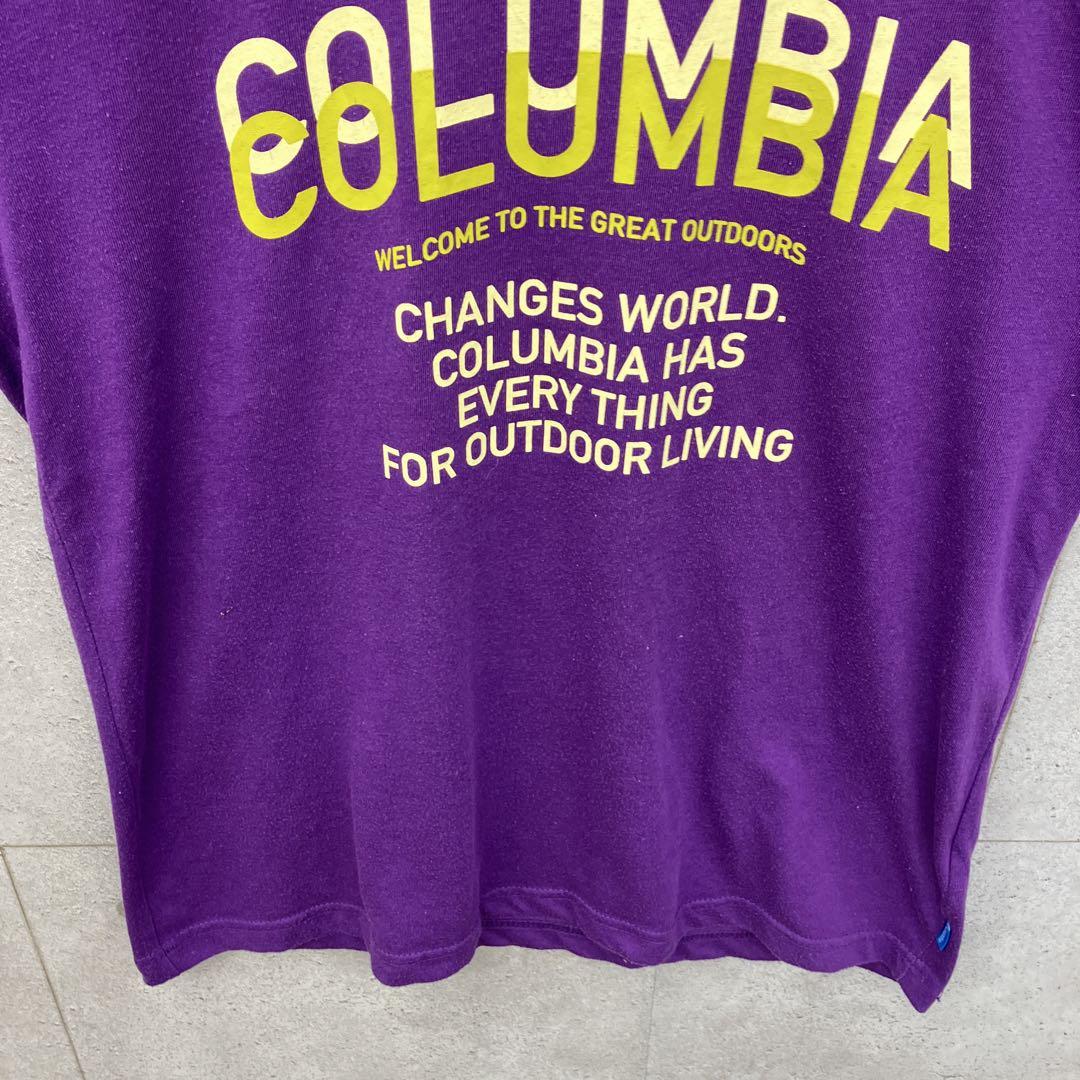 COLUMBIA
COLUMBIA
WELCOME TO THE GREAT OUTDOORS
CHANGES WORLD.
COLUMBIA HAS
EVERY THING
FOR OUTDOOR LIVING